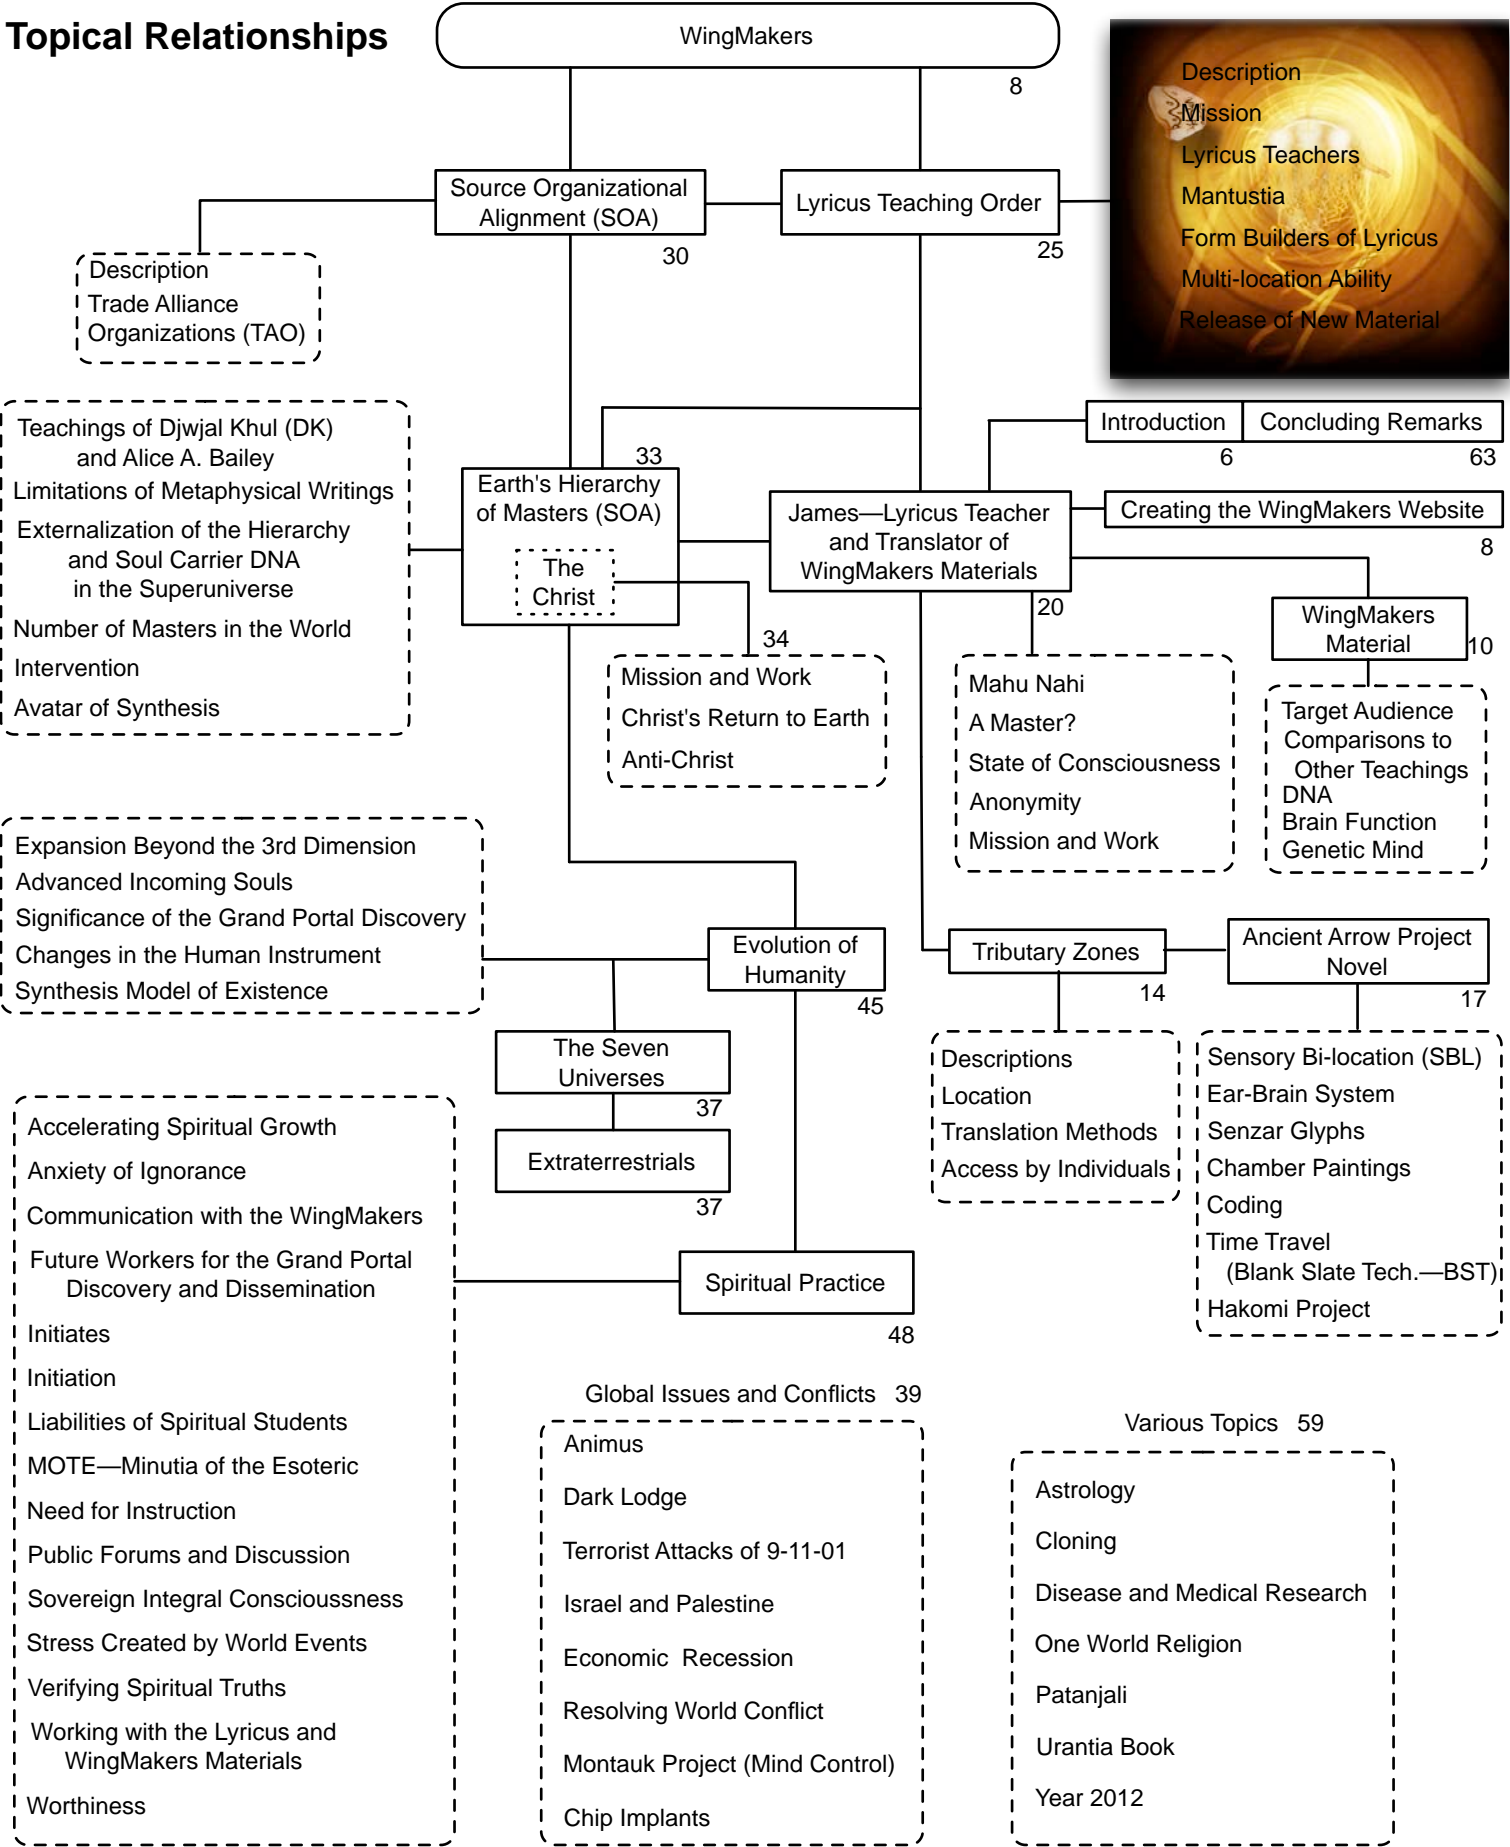 Topical Relationships
WingMakers
8
Description
Mission
Lyricus Teachers
Mantustia
Form Builders of Lyricus
Multi-location Ability
Release of New Material
Source Organizational
Alignment (SOA)
30
Lyricus Teaching Order
25
Description
Trade Alliance
Organizations (TAO)
Teachings of Djwjal Khul (DK)
and Alice A. Bailey
Limitations of Metaphysical Writings
Externalization of the Hierarchy
and Soul Carrier DNA
in the Superuniverse
Number of Masters in the World
Intervention
Avatar of Synthesis
33
Earth's Hierarchy
of Masters (SOA)
The
Christ
34
Mission and Work
Christ's Return to Earth
Anti-Christ
James—Lyricus Teacher
and Translator of
WingMakers Materials
20
Introduction
6
Concluding Remarks
63
Creating the WingMakers Website
8
WingMakers
Material
10
Mahu Nahi
A Master?
State of Consciousness
Anonymity
Mission and Work
Target Audience
Comparisons to
Other Teachings
DNA
Brain Function
Genetic Mind
Expansion Beyond the 3rd Dimension
Advanced Incoming Souls
Significance of the Grand Portal Discovery
Changes in the Human Instrument
Synthesis Model of Existence
Evolution of
Humanity
45
The Seven
Universes
37
Extraterrestrials
37
Tributary Zones
14
Ancient Arrow Project
Novel
17
Descriptions
Location
Translation Methods
Access by Individuals
Sensory Bi-location (SBL)
Ear-Brain System
Senzar Glyphs
Chamber Paintings
Coding
Time Travel
(Blank Slate Tech.—BST)
Hakomi Project
Accelerating Spiritual Growth
Anxiety of Ignorance
Communication with the WingMakers
Future Workers for the Grand Portal
Discovery and Dissemination
Initiates
Initiation
Liabilities of Spiritual Students
MOTE—Minutia of the Esoteric
Need for Instruction
Public Forums and Discussion
Sovereign Integral Conscioussness
Stress Created by World Events
Verifying Spiritual Truths
Working with the Lyricus and
WingMakers Materials
Worthiness
Spiritual Practice
48
Global Issues and Conflicts 39
Animus
Dark Lodge
Terrorist Attacks of 9-11-01
Israel and Palestine
Economic Recession
Resolving World Conflict
Montauk Project (Mind Control)
Chip Implants
Various Topics 59
Astrology
Cloning
Disease and Medical Research
One World Religion
Patanjali
Urantia Book
Year 2012